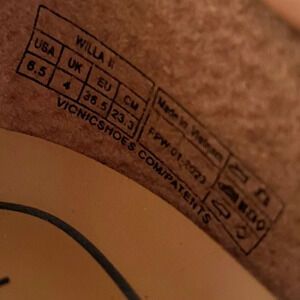 WILLA II
USA UK EU CM
6.5 4 36.5 23.3
Made in Vietnam
FPW 01-2023
VICNICSHOES.COM/PATENTS